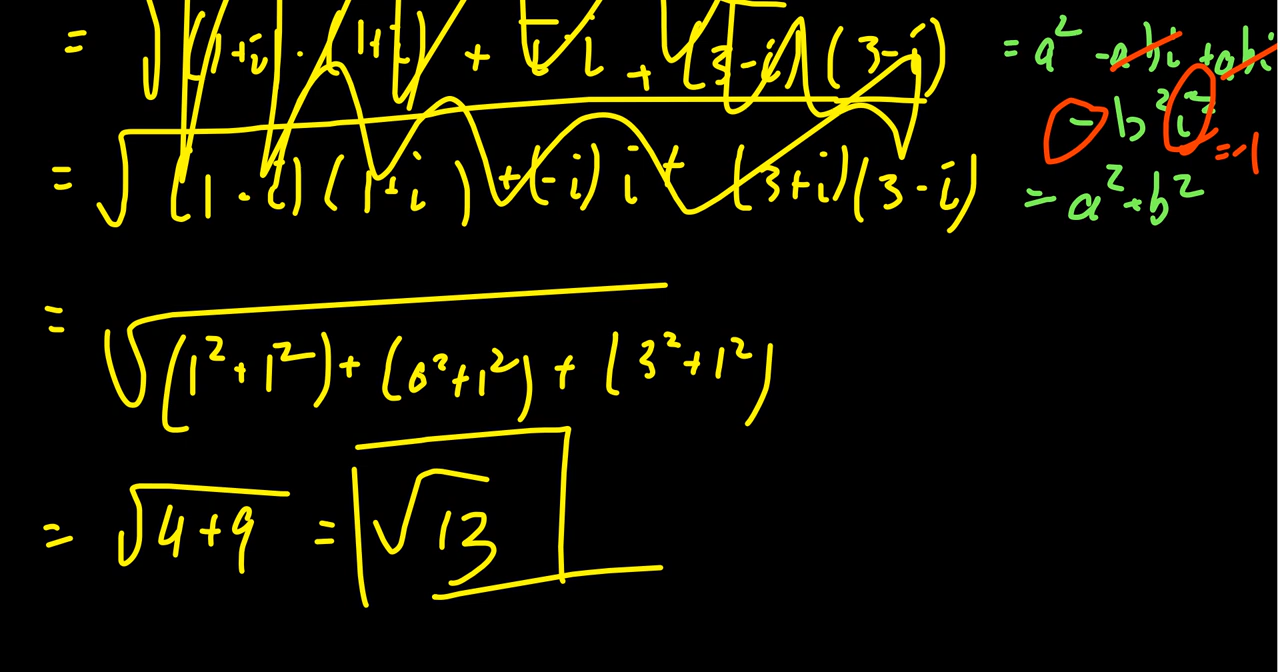 = √(1+i)·(1+i) + -i·i + (3-i)(3-i)
= √(1-i)(1+i) + (-i)i + (3+i)(3-i)
= √(1²+1²)+(0²+1²)+(3²+1²)
= √4+9 = √13
= a² -abi +abi
-b²i² =-1
= a²+b²